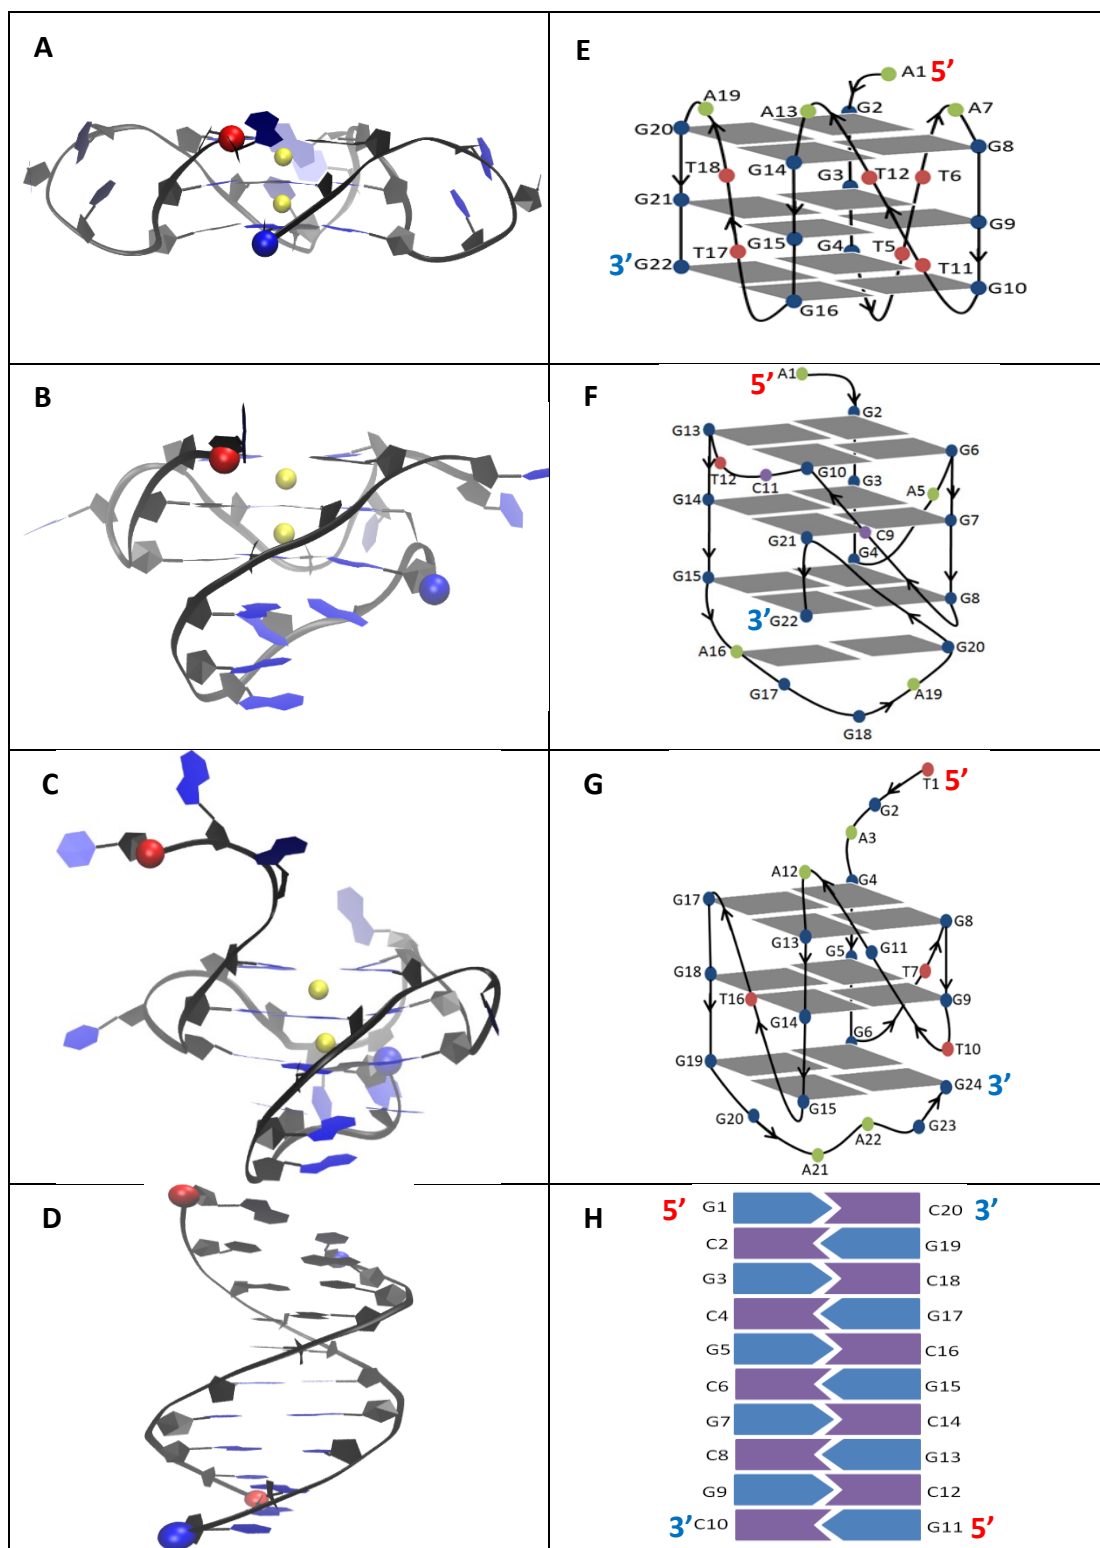 A
E
A1 5’
A19
A13
G2
A7
G20
G8
T18
G14
G3
T12
T6
G21
G15
G4
T5
G9
T17
T11
3’ G22
G10
G16
B
F
5’ A1
G2
G13
G6
T12
G10
C11
G3
A5
G14
G7
G21
C9
G4
G15
G8
3’ G22
A16
G20
G17
A19
G18
C
G
T1 5’
G2
A3
A12
G4
G17
G8
G13
G5
G11
T7
G18
T16
G9
G14
G6
T10
G19
G24 3’
G15
G20
A22
G23
A21
D
H
5’ G1 C20 3’
C2 G19
G3 C18
C4 G17
G5 C16
C6 G15
G7 C14
C8 G13
G9 C12
3’ C10 G11 5’